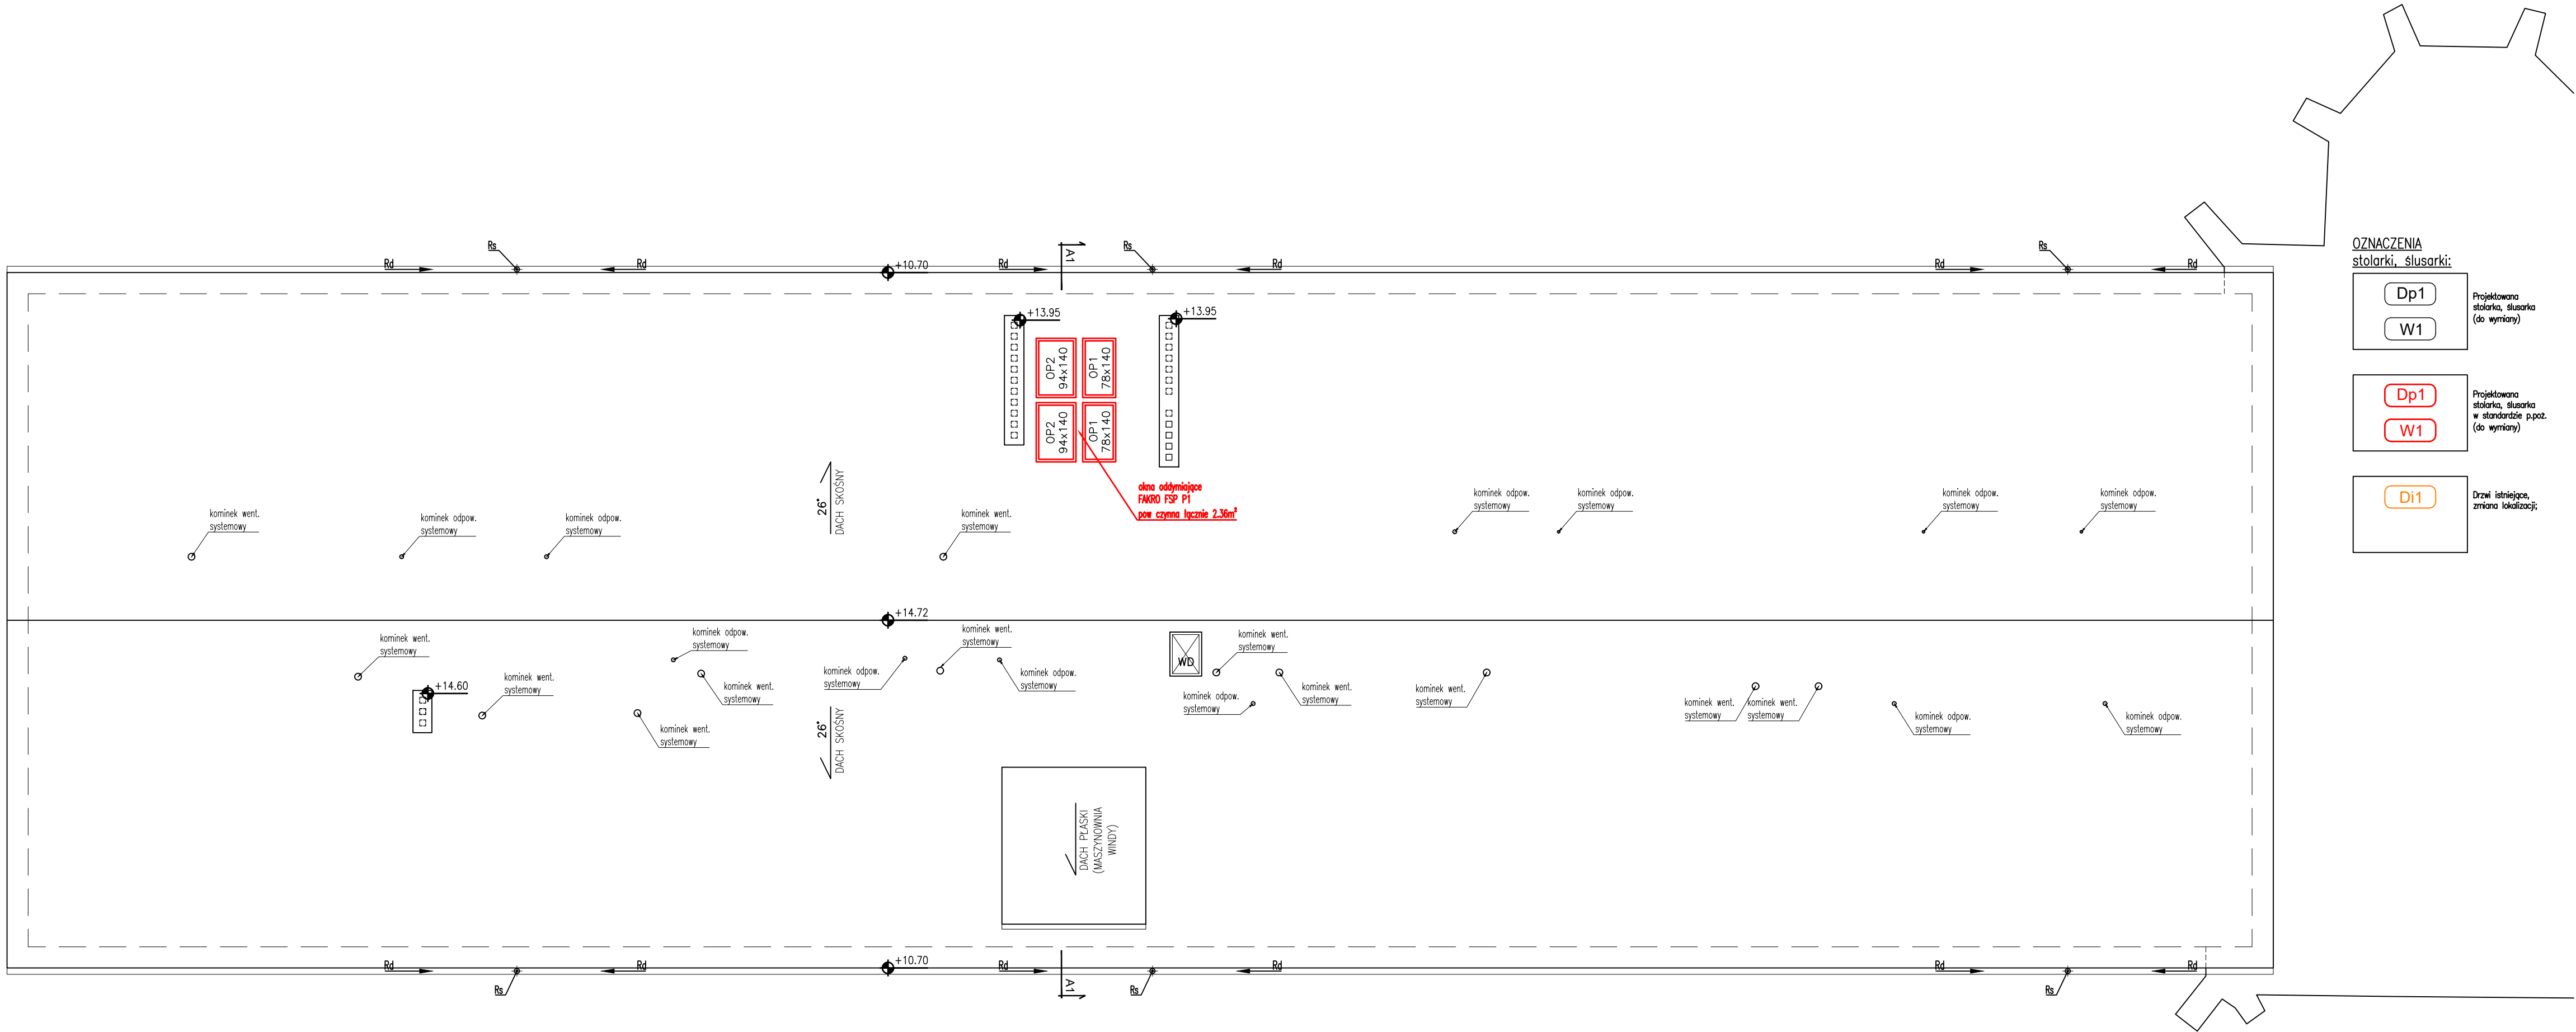 Rs
Rs
Rs
OZNACZENIA
stolarki, ślusarki:
Rd
Rd
+10.70
Rd
A1
Rd
Rd
Rd
Dp1
W1
Projektowana
stolarka, ślusarka
(do wymiany)
+13.95
+13.95
OP2
94x140
OP1
78x140
OP2
94x140
OP1
78x140
Dp1
W1
Projektowana
stolarka, ślusarka
w standardzie p.poż.
(do wymiany)
okna oddymiające
FAKRO FSP P1
pow czynna łącznie 2.36m²
Di1
Drzwi istniejące,
zmiana lokalizacji;
26°
DACH SKOŚNY
kominek went.
systemowy
kominek odpow.
systemowy
kominek odpow.
systemowy
kominek went.
systemowy
kominek odpow.
systemowy
kominek odpow.
systemowy
kominek odpow.
systemowy
kominek odpow.
systemowy
+14.72
kominek went.
systemowy
kominek odpow.
systemowy
kominek went.
systemowy
kominek went.
systemowy
WD
+14.60
kominek went.
systemowy
kominek went.
systemowy
kominek odpow.
systemowy
kominek odpow.
systemowy
kominek odpow.
systemowy
kominek went.
systemowy
kominek went.
systemowy
kominek went.
systemowy
kominek went.
systemowy
kominek odpow.
systemowy
kominek odpow.
systemowy
kominek went.
systemowy
26°
DACH SKOŚNY
DACH PŁASKI
(MASZYNOWNIA
WINDY)
Rd
Rd
+10.70
Rd
A1
Rd
Rd
Rd
Rs
Rs
Rs